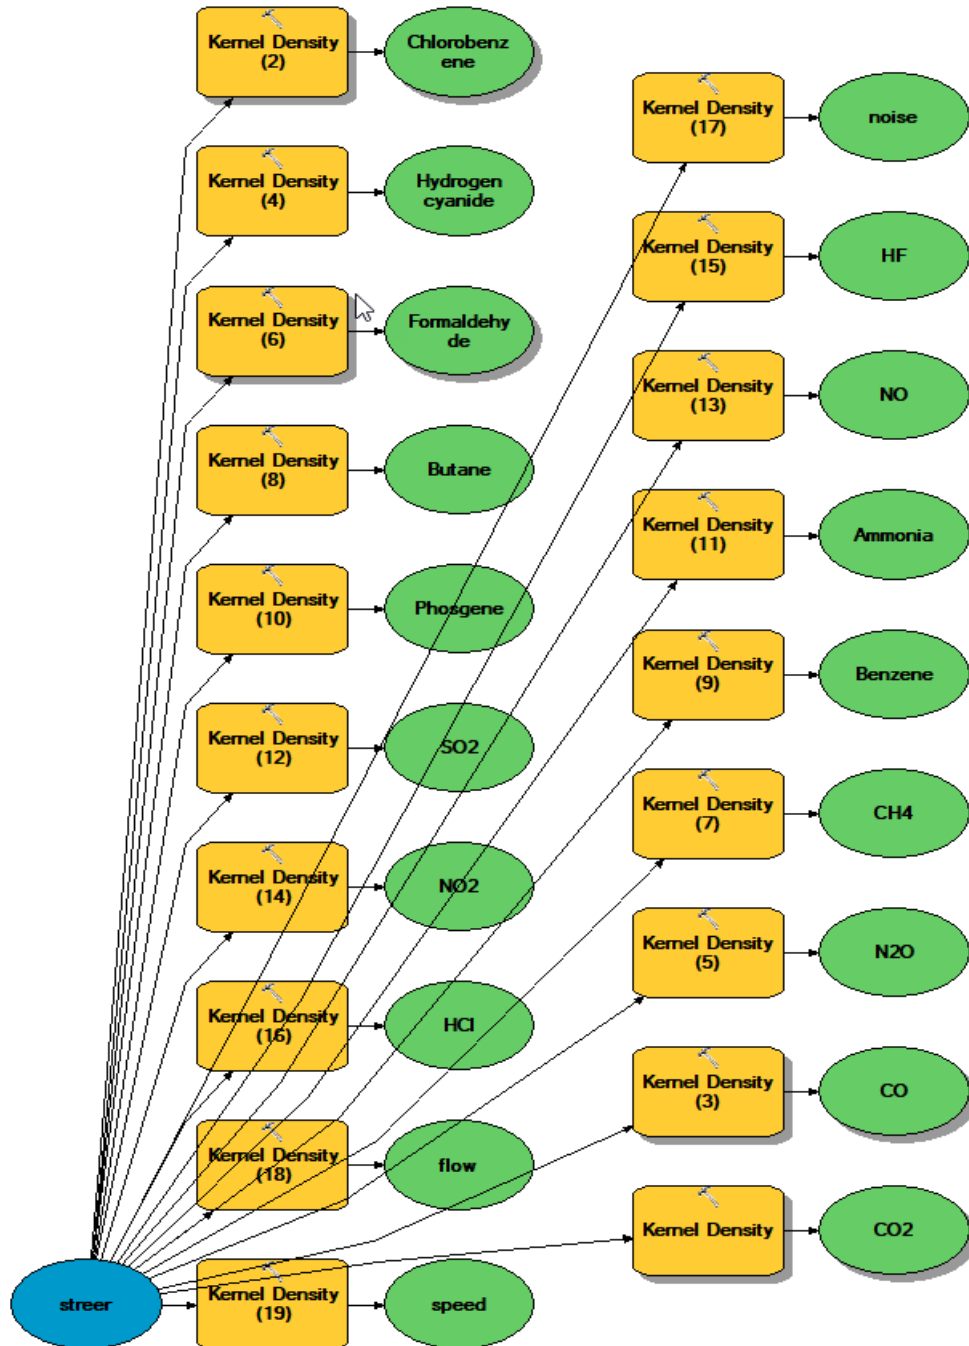 Kernel Density
(2)
Chlorobenz
ene
Kernel Density
(4)
Hydrogen
cyanide
Kernel Density
(6)
Formaldehy
de
Kernel Density
(8)
Butane
Kernel Density
(10)
Phosgene
Kernel Density
(12)
SO2
Kernel Density
(14)
NO2
Kernel Density
(16)
HCl
Kernel Density
(18)
flow
streer
Kernel Density
(19)
speed
Kernel Density
(17)
noise
Kernel Density
(15)
HF
Kernel Density
(13)
NO
Kernel Density
(11)
Ammonia
Kernel Density
(9)
Benzene
Kernel Density
(7)
CH4
Kernel Density
(5)
N2O
Kernel Density
(3)
CO
Kernel Density
CO2